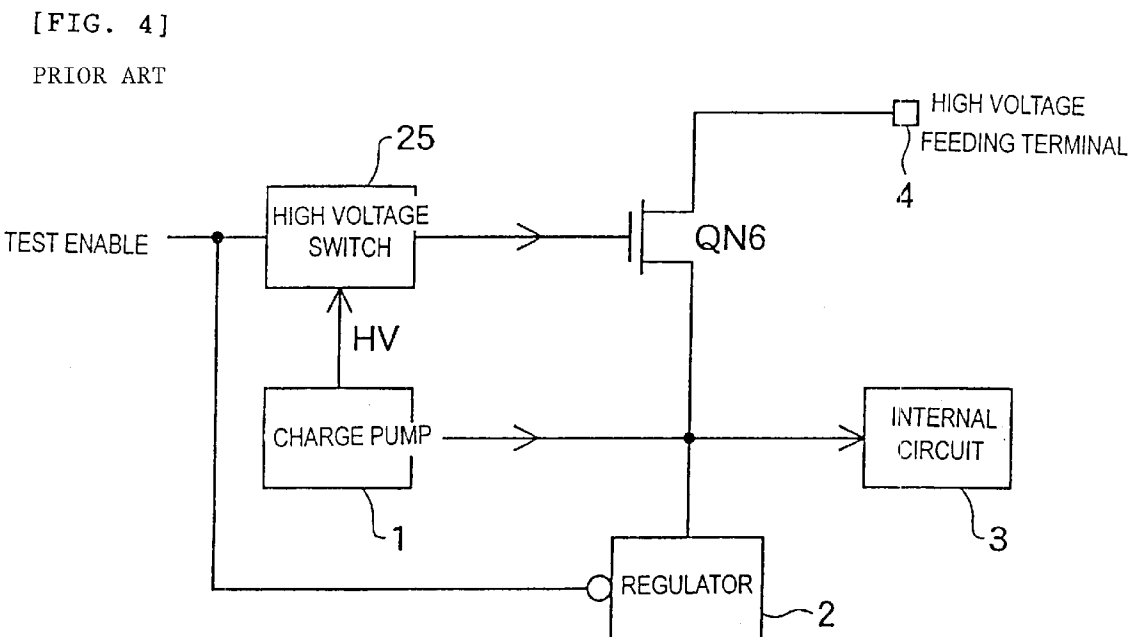 [FIG. 4]
PRIOR ART
HIGH VOLTAGE
FEEDING TERMINAL
4
25
HIGH VOLTAGE
SWITCH
TEST ENABLE
QN6
HV
CHARGE PUMP
1
INTERNAL
CIRCUIT
3
REGULATOR
2